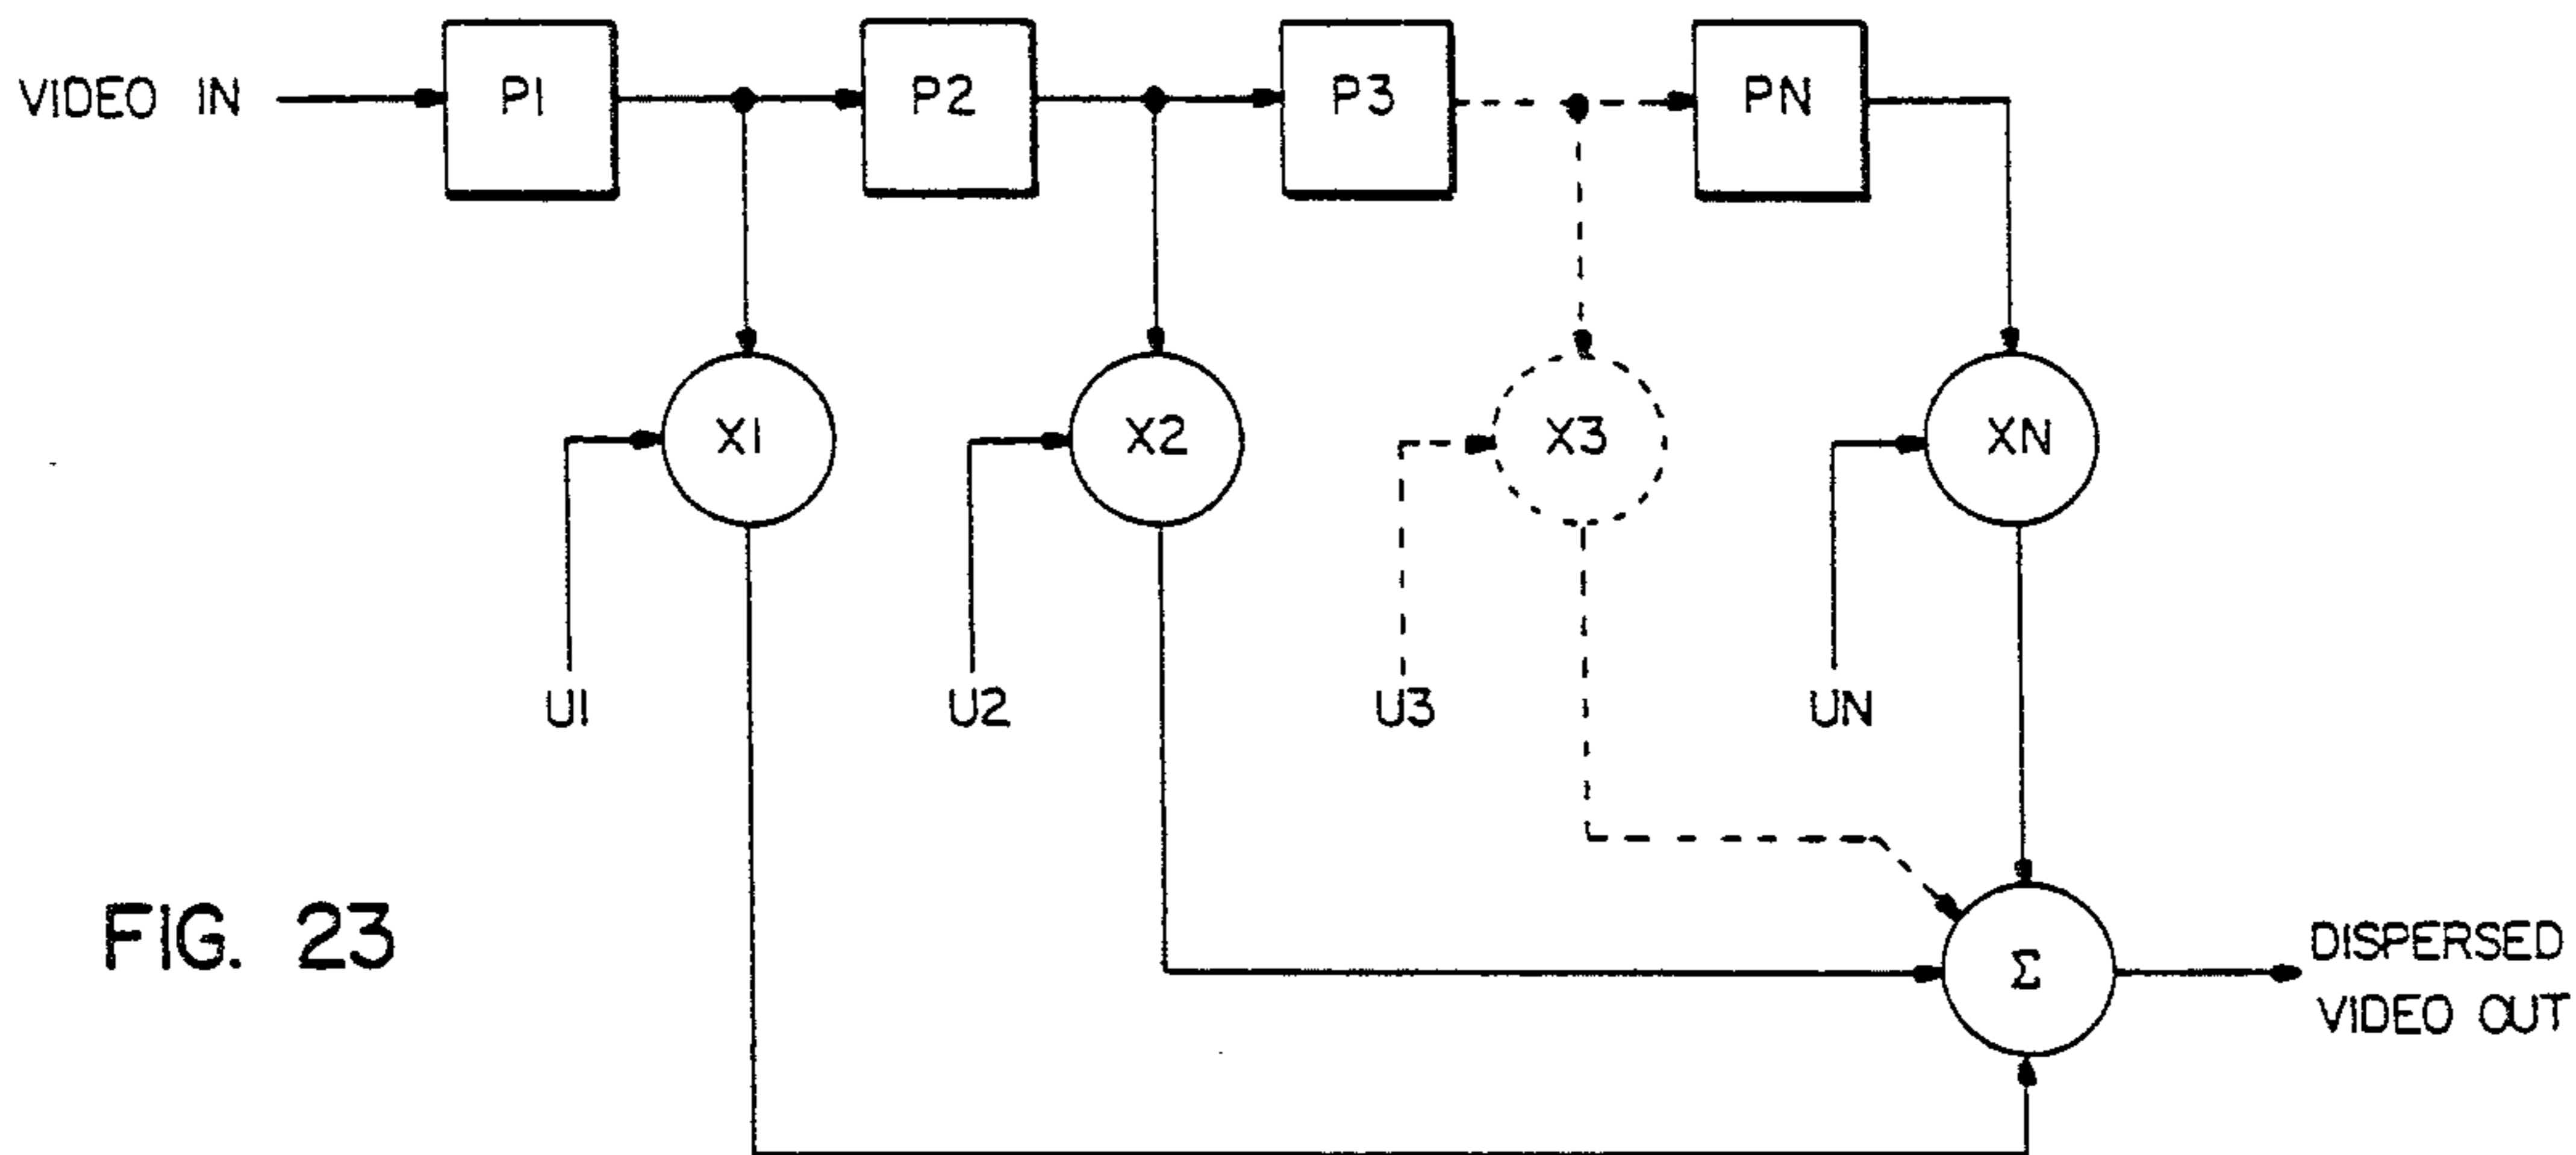 VIDEO IN
P1
P2
P3
PN
X1
X2
X3
XN
U1
U2
U3
UN
FIG. 23
Σ
DISPERSED
VIDEO OUT